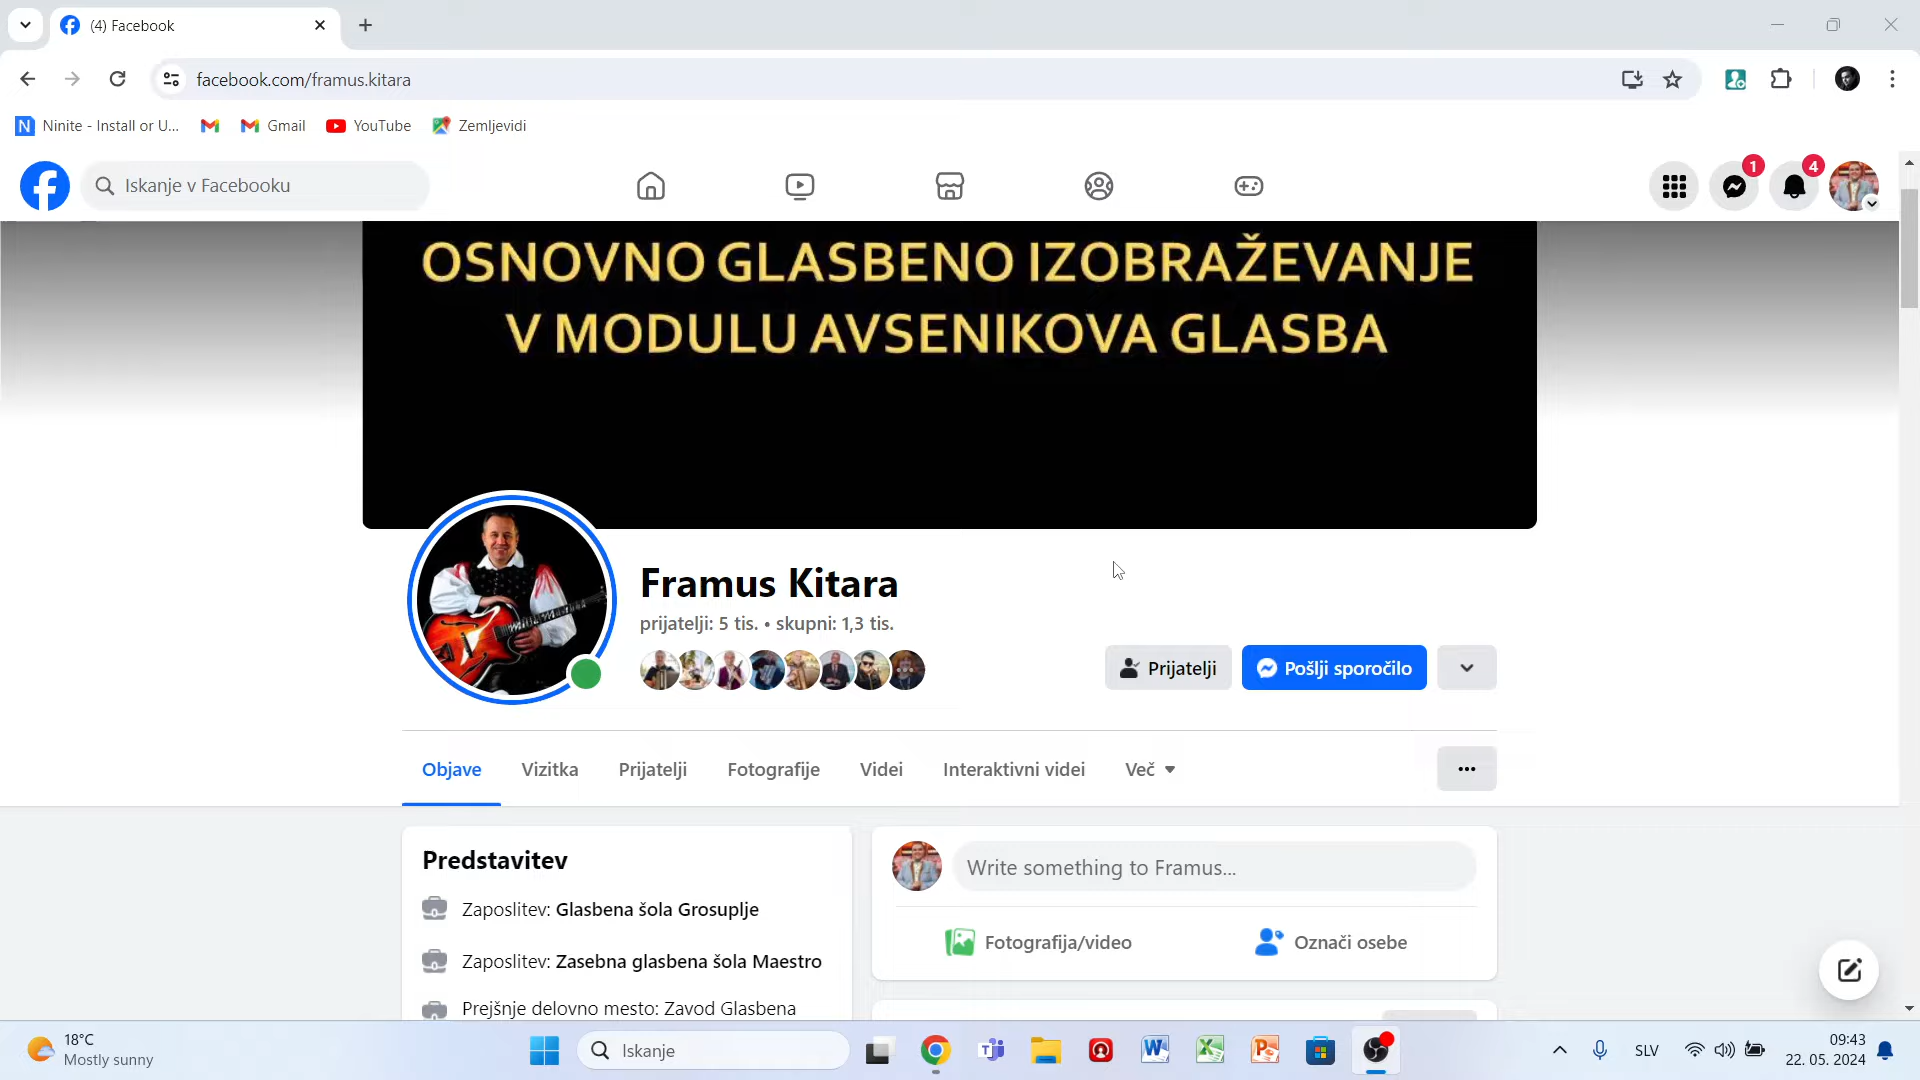 (4) Facebook
facebook.com/framus.kitara
Ninite - Install or U...
Gmail
YouTube
Zemljevidi
Iskanje v Facebooku
1
4
OSNOVNO GLASBENO IZOBRAŽEVANJE
V MODULU AVSENIKOVA GLASBA
Framus Kitara
prijatelji: 5 tis. • skupni: 1,3 tis.
Prijatelji
Pošlji sporočilo
Objave
Vizitka
Prijatelji
Fotografije
Videi
Interaktivni videi
Več
Predstavitev
Zaposlitev: Glasbena šola Grosuplje
Zaposlitev: Zasebna glasbena šola Maestro
Prejšnje delovno mesto: Zavod Glasbena
Write something to Framus...
Fotografija/video
Označi osebe
18°C
Mostly sunny
Iskanje
SLV
09:43
22. 05. 2024